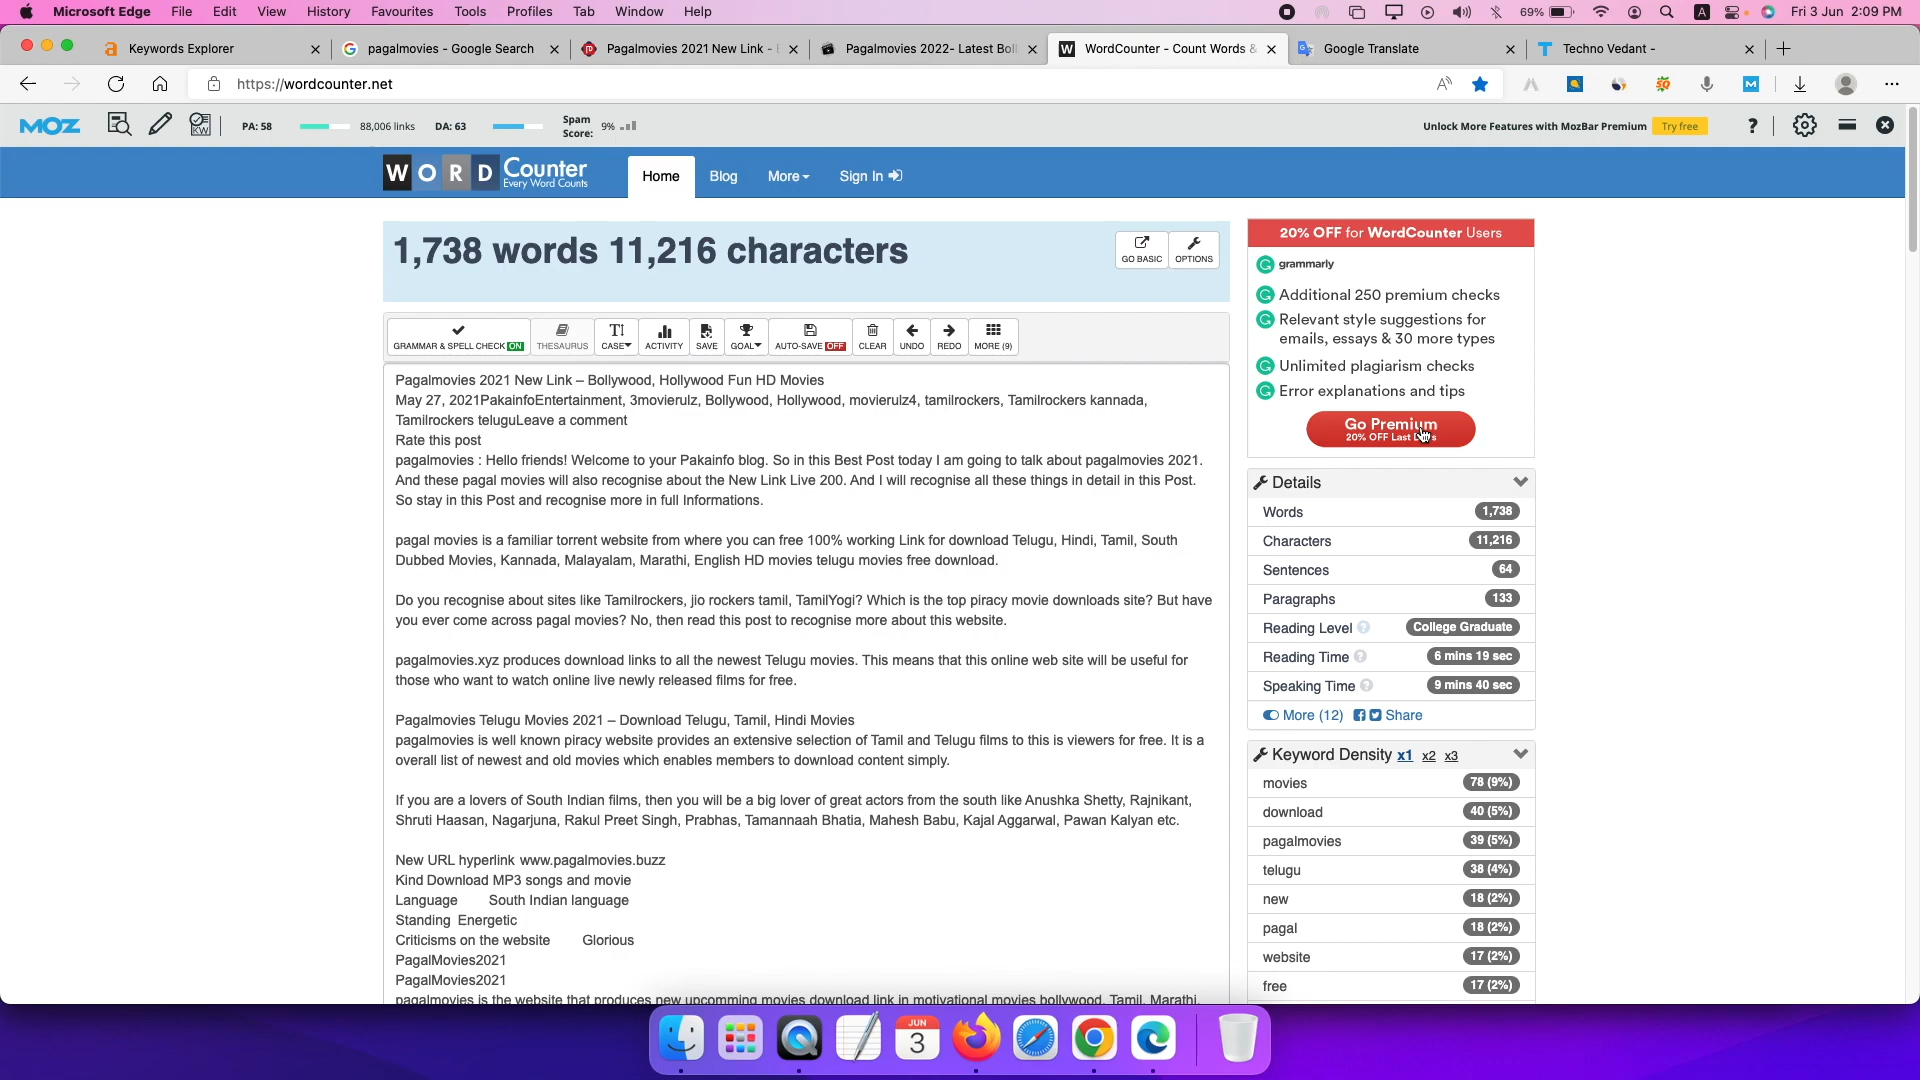 Microsoft Edge File Edit View History Favourites Tools Profiles Tab Window Help 69% A Fri 3 Jun 2:09 PM
Keywords Explorer
pagalmovies - Google Search
Pagalmovies 2021 New Link -
Pagalmovies 2022- Latest Boll
WordCounter - Count Words &
Google Translate
Techno Vedant -
https://wordcounter.net
MOZ PA: 58 88,006 links DA: 63 Spam Score: 9% Unlock More Features with MozBar Premium Try free ?
WORD Counter
Every Word Counts
Home Blog More Sign In
1,738 words 11,216 characters
GO BASIC OPTIONS
GRAMMAR & SPELL CHECK ON THESAURUS CASE ACTIVITY SAVE GOAL AUTO-SAVE OFF CLEAR UNDO REDO MORE (9)
Pagalmovies 2021 New Link – Bollywood, Hollywood Fun HD Movies
May 27, 2021PakainfoEntertainment, 3movierulz, Bollywood, Hollywood, movierulz4, tamilrockers, Tamilrockers kannada,
Tamilrockers teluguLeave a comment
Rate this post
pagalmovies : Hello friends! Welcome to your Pakainfo blog. So in this Best Post today I am going to talk about pagalmovies 2021.
And these pagal movies will also recognise about the New Link Live 200. And I will recognise all these things in detail in this Post.
So stay in this Post and recognise more in full Informations.
pagal movies is a familiar torrent website from where you can free 100% working Link for download Telugu, Hindi, Tamil, South
Dubbed Movies, Kannada, Malayalam, Marathi, English HD movies telugu movies free download.
Do you recognise about sites like Tamilrockers, jio rockers tamil, TamilYogi? Which is the top piracy movie downloads site? But have
you ever come across pagal movies? No, then read this post to recognise more about this website.
pagalmovies.xyz produces download links to all the newest Telugu movies. This means that this online web site will be useful for
those who want to watch online live newly released films for free.
Pagalmovies Telugu Movies 2021 – Download Telugu, Tamil, Hindi Movies
pagalmovies is well known piracy website provides an extensive selection of Tamil and Telugu films to this is viewers for free. It is a
overall list of newest and old movies which enables members to download content simply.
If you are a lovers of South Indian films, then you will be a big lover of great actors from the south like Anushka Shetty, Rajnikant,
Shruti Haasan, Nagarjuna, Rakul Preet Singh, Prabhas, Tamannaah Bhatia, Mahesh Babu, Kajal Aggarwal, Pawan Kalyan etc.
New URL hyperlink www.pagalmovies.buzz
Kind Download MP3 songs and movie
Language South Indian language
Standing Energetic
Criticisms on the website Glorious
PagalMovies2021
PagalMovies2021
pagalmovies is the website that produces new upcomming movies download link in motivational movies bollywood, Tamil, Marathi,
20% OFF for WordCounter Users
grammarly
Additional 250 premium checks
Relevant style suggestions for
emails, essays & 30 more types
Unlimited plagiarism checks
Error explanations and tips
Go Premium
20% OFF Last
Details
Words 1,738
Characters 11,216
Sentences 64
Paragraphs 133
Reading Level College Graduate
Reading Time 6 mins 19 sec
Speaking Time 9 mins 40 sec
More (12) Share
Keyword Density x1 x2 x3
movies 78 (9%)
download 40 (5%)
pagalmovies 39 (5%)
telugu 38 (4%)
new 18 (2%)
pagal 18 (2%)
website 17 (2%)
free 17 (2%)
JUN
3